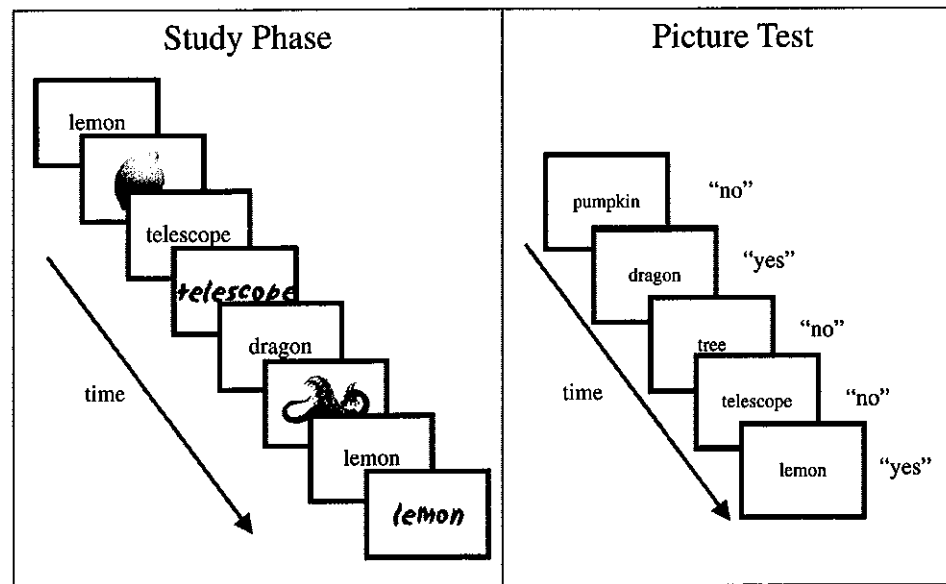 Study Phase
lemon
telescope
telescope
dragon
lemon
lemon
time
Picture Test
pumpkin
"no"
dragon
"yes"
tree
"no"
telescope
"no"
lemon
"yes"
time